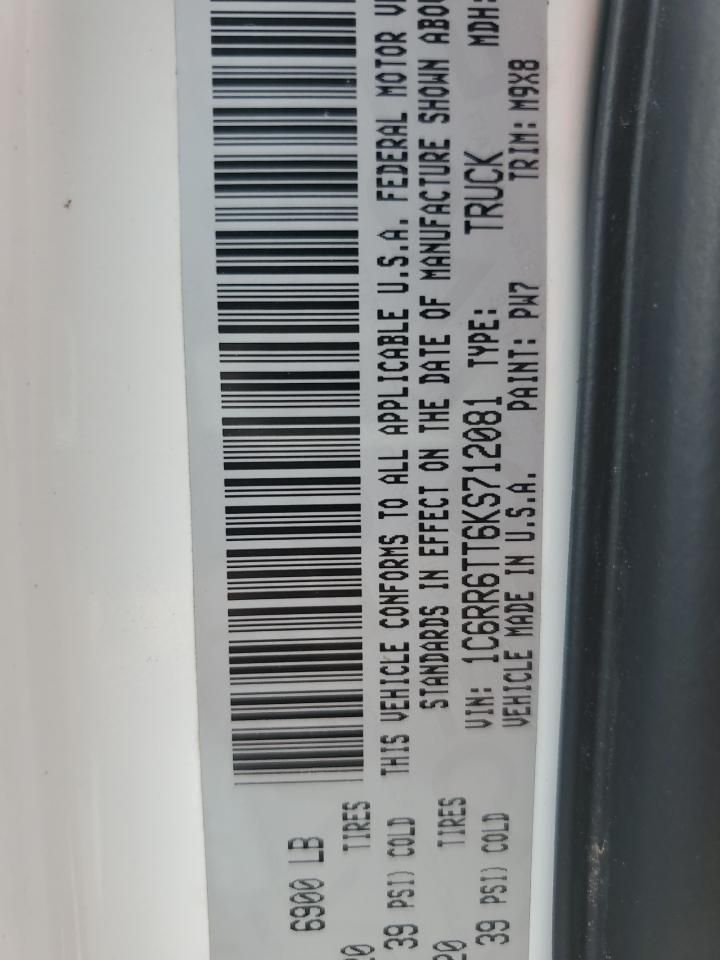 6900 LB
TIRES
39 PSI) COLD
TIRES
39 PSI) COLD
THIS VEHICLE CONFORMS TO ALL APPLICABLE U.S.A. FEDERAL MOTOR
STANDARDS IN EFFECT ON THE DATE OF MANUFACTURE SHOWN
VIN: 1C6RR6TT6KS712081 TYPE: TRUCK MDH:
VEHICLE MADE IN U.S.A. PAINT: PW7 TRIM: M9X8